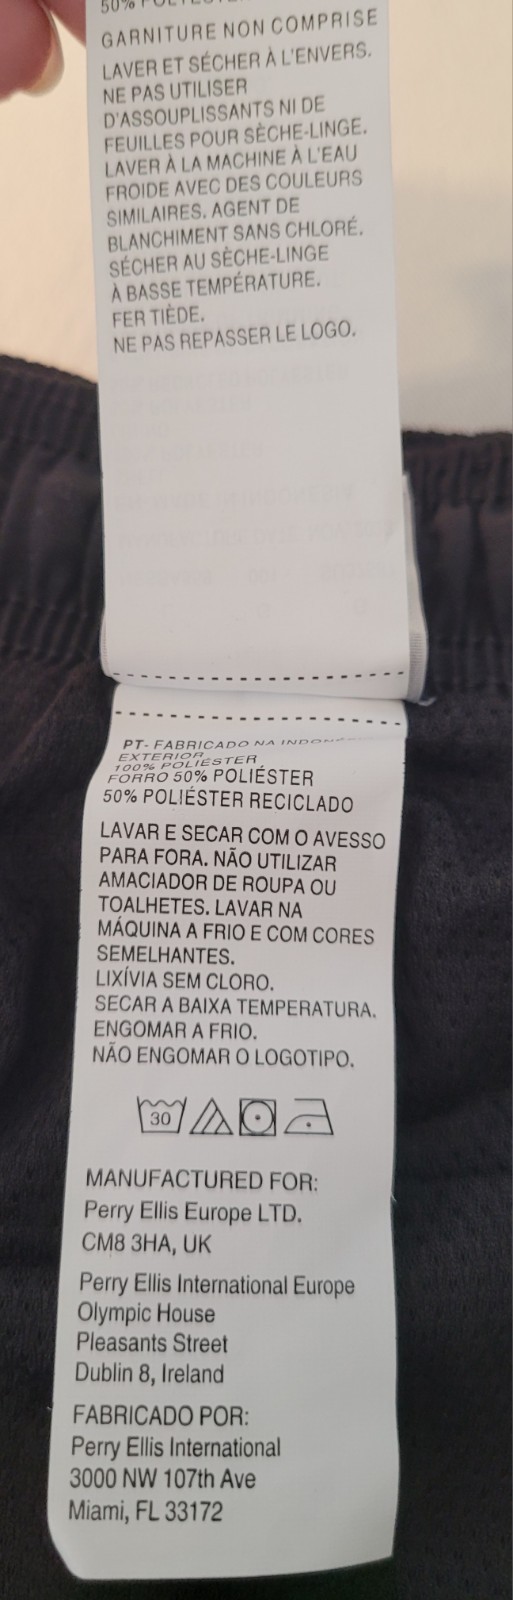 50% POLYESTER
GARNITURE NON COMPRISE
LAVER ET SÉCHER À L'ENVERS.
NE PAS UTILISER
D'ASSOUPLISSANTS NI DE
FEUILLES POUR SÈCHE-LINGE.
LAVER À LA MACHINE À L'EAU
FROIDE AVEC DES COULEURS
SIMILAIRES. AGENT DE
BLANCHIMENT SANS CHLORÉ.
SÉCHER AU SÈCHE-LINGE
À BASSE TEMPÉRATURE.
FER TIÈDE.
NE PAS REPASSER LE LOGO.
PT- FABRICADO NA
EXTERIOR
100% POLIÉSTER
FORRO 50% POLIÉSTER
50% POLIÉSTER RECICLADO
LAVAR E SECAR COM O AVESSO
PARA FORA. NÃO UTILIZAR
AMACIADOR DE ROUPA OU
TOALHETES. LAVAR NA
MÁQUINA A FRIO E COM CORES
SEMELHANTES.
LIXÍVIA SEM CLORO.
SECAR A BAIXA TEMPERATURA.
ENGOMAR A FRIO.
NÃO ENGOMAR O LOGOTIPO.
30
MANUFACTURED FOR:
Perry Ellis Europe LTD.
CM8 3HA, UK
Perry Ellis International Europe
Olympic House
Pleasants Street
Dublin 8, Ireland
FABRICADO POR:
Perry Ellis International
3000 NW 107th Ave
Miami, FL 33172